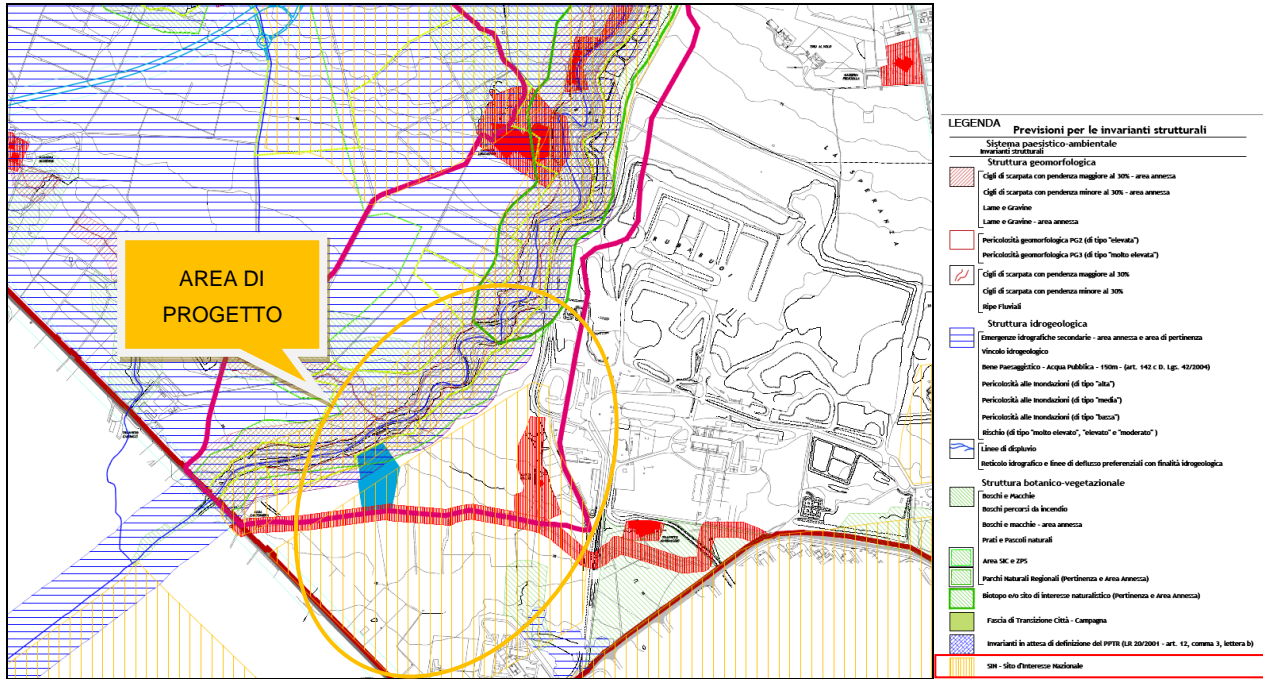 AREA DI
PROGETTO
LA SPERANZA
RUBABUOI
LEGENDA
Previsioni per le invarianti strutturali
Sistema paesistico-ambientale
Invarianti strutturali
Struttura geomorfologica
Cigli di scarpata con pendenza maggiore al 30% - area annessa
Cigli di scarpata con pendenza minore al 30% - area annessa
Lame e Gravine
Lame e Gravine - area annessa
Pericolosità geomorfologica PG2 (di tipo "elevata")
Pericolosità geomorfologica PG3 (di tipo "molto elevata")
Cigli di scarpata con pendenza maggiore al 30%
Cigli di scarpata con pendenza minore al 30%
Ripe Fluviali
Struttura idrogeologica
Emergenze idrografiche secondarie - area annessa e area di pertinenza
Vincolo idrogeologico
Bene Paesaggistico - Acqua Pubblica - 150m - (art. 142 c D. Lgs. 42/2004)
Pericolosità alle inondazioni (di tipo "alta")
Pericolosità alle inondazioni (di tipo "media")
Pericolosità alle inondazioni (di tipo "bassa")
Rischio (di tipo "molto elevato", "elevato" e "moderato" )
Linee di displuvio
Reticolo idrografico e linee di deflusso preferenziali con finalità idrogeologica
Struttura botanico-vegetazionale
Boschi e Macchie
Boschi percorsi da incendio
Boschi e macchie - area annessa
Prati e Pascoli naturali
Area SIC e ZPS
Parchi Naturali Regionali (Pertinenza e Area Annessa)
Biotopo e/o sito di interesse naturalistico (Pertinenza e Area Annessa)
Fascia di Transizione Città - Campagna
Invarianti in attesa di definizione del PPTR (LR 20/2001 - art. 12, comma 3, lettera b)
SIN - Sito d'Interesse Nazionale